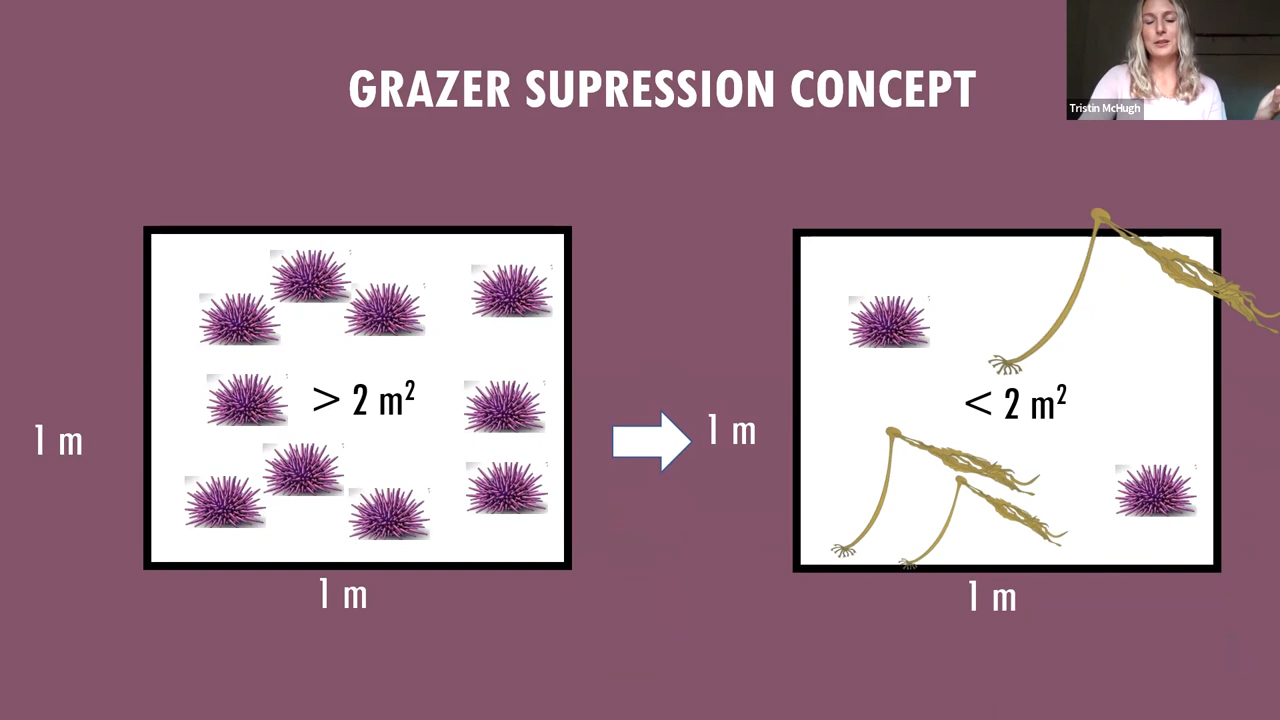 GRAZER SUPRESSION CONCEPT
Tristin McHugh
> 2 m²
< 2 m²
1 m
1 m
1 m
1 m